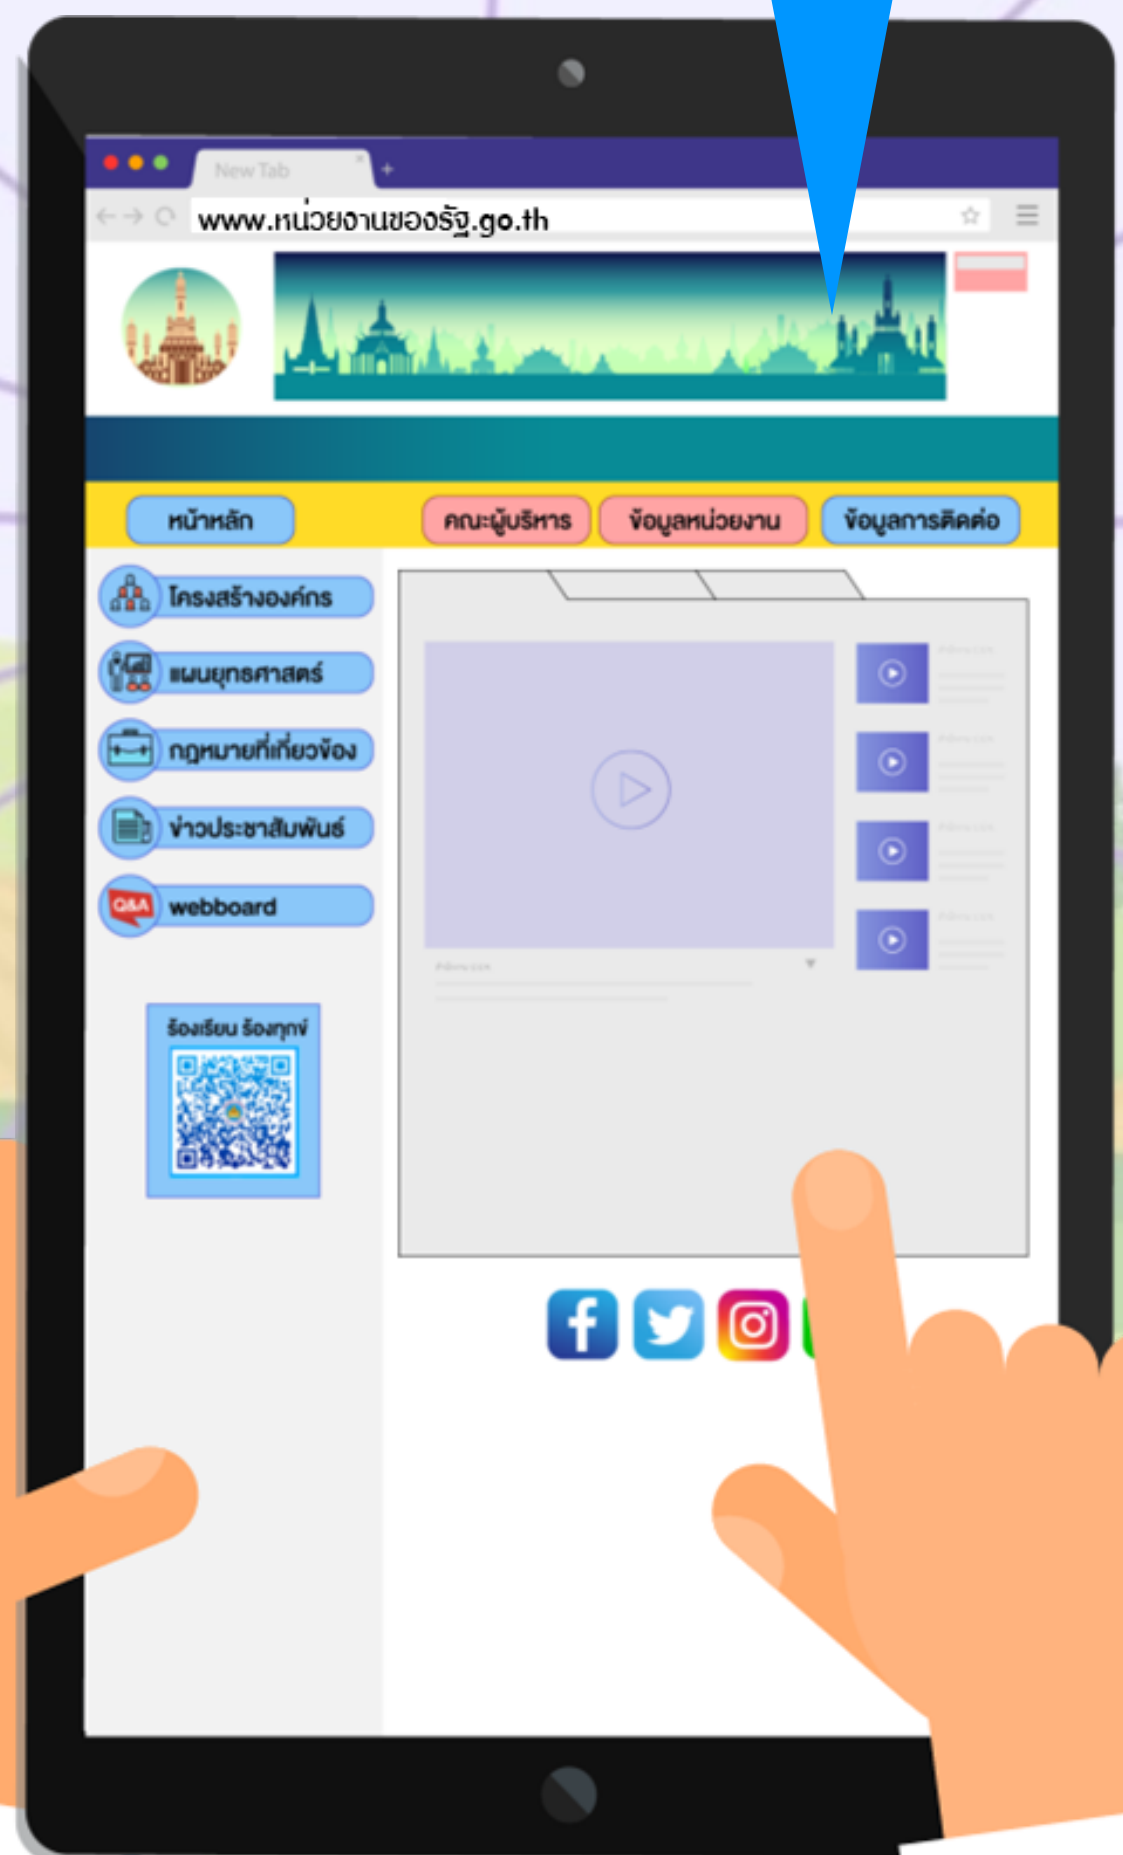 New Tab
www.หน่วยงานของรัฐ.go.th
หน้าหลัก
คณะผู้บริหาร
ข้อมูลหน่วยงาน
ข้อมูลการติดต่อ
โครงสร้างองค์กร
แผนยุทธศาสตร์
กฎหมายที่เกี่ยวข้อง
ข่าวประชาสัมพันธ์
Q&A
webboard
ร้องเรียน ร้องทุกข์